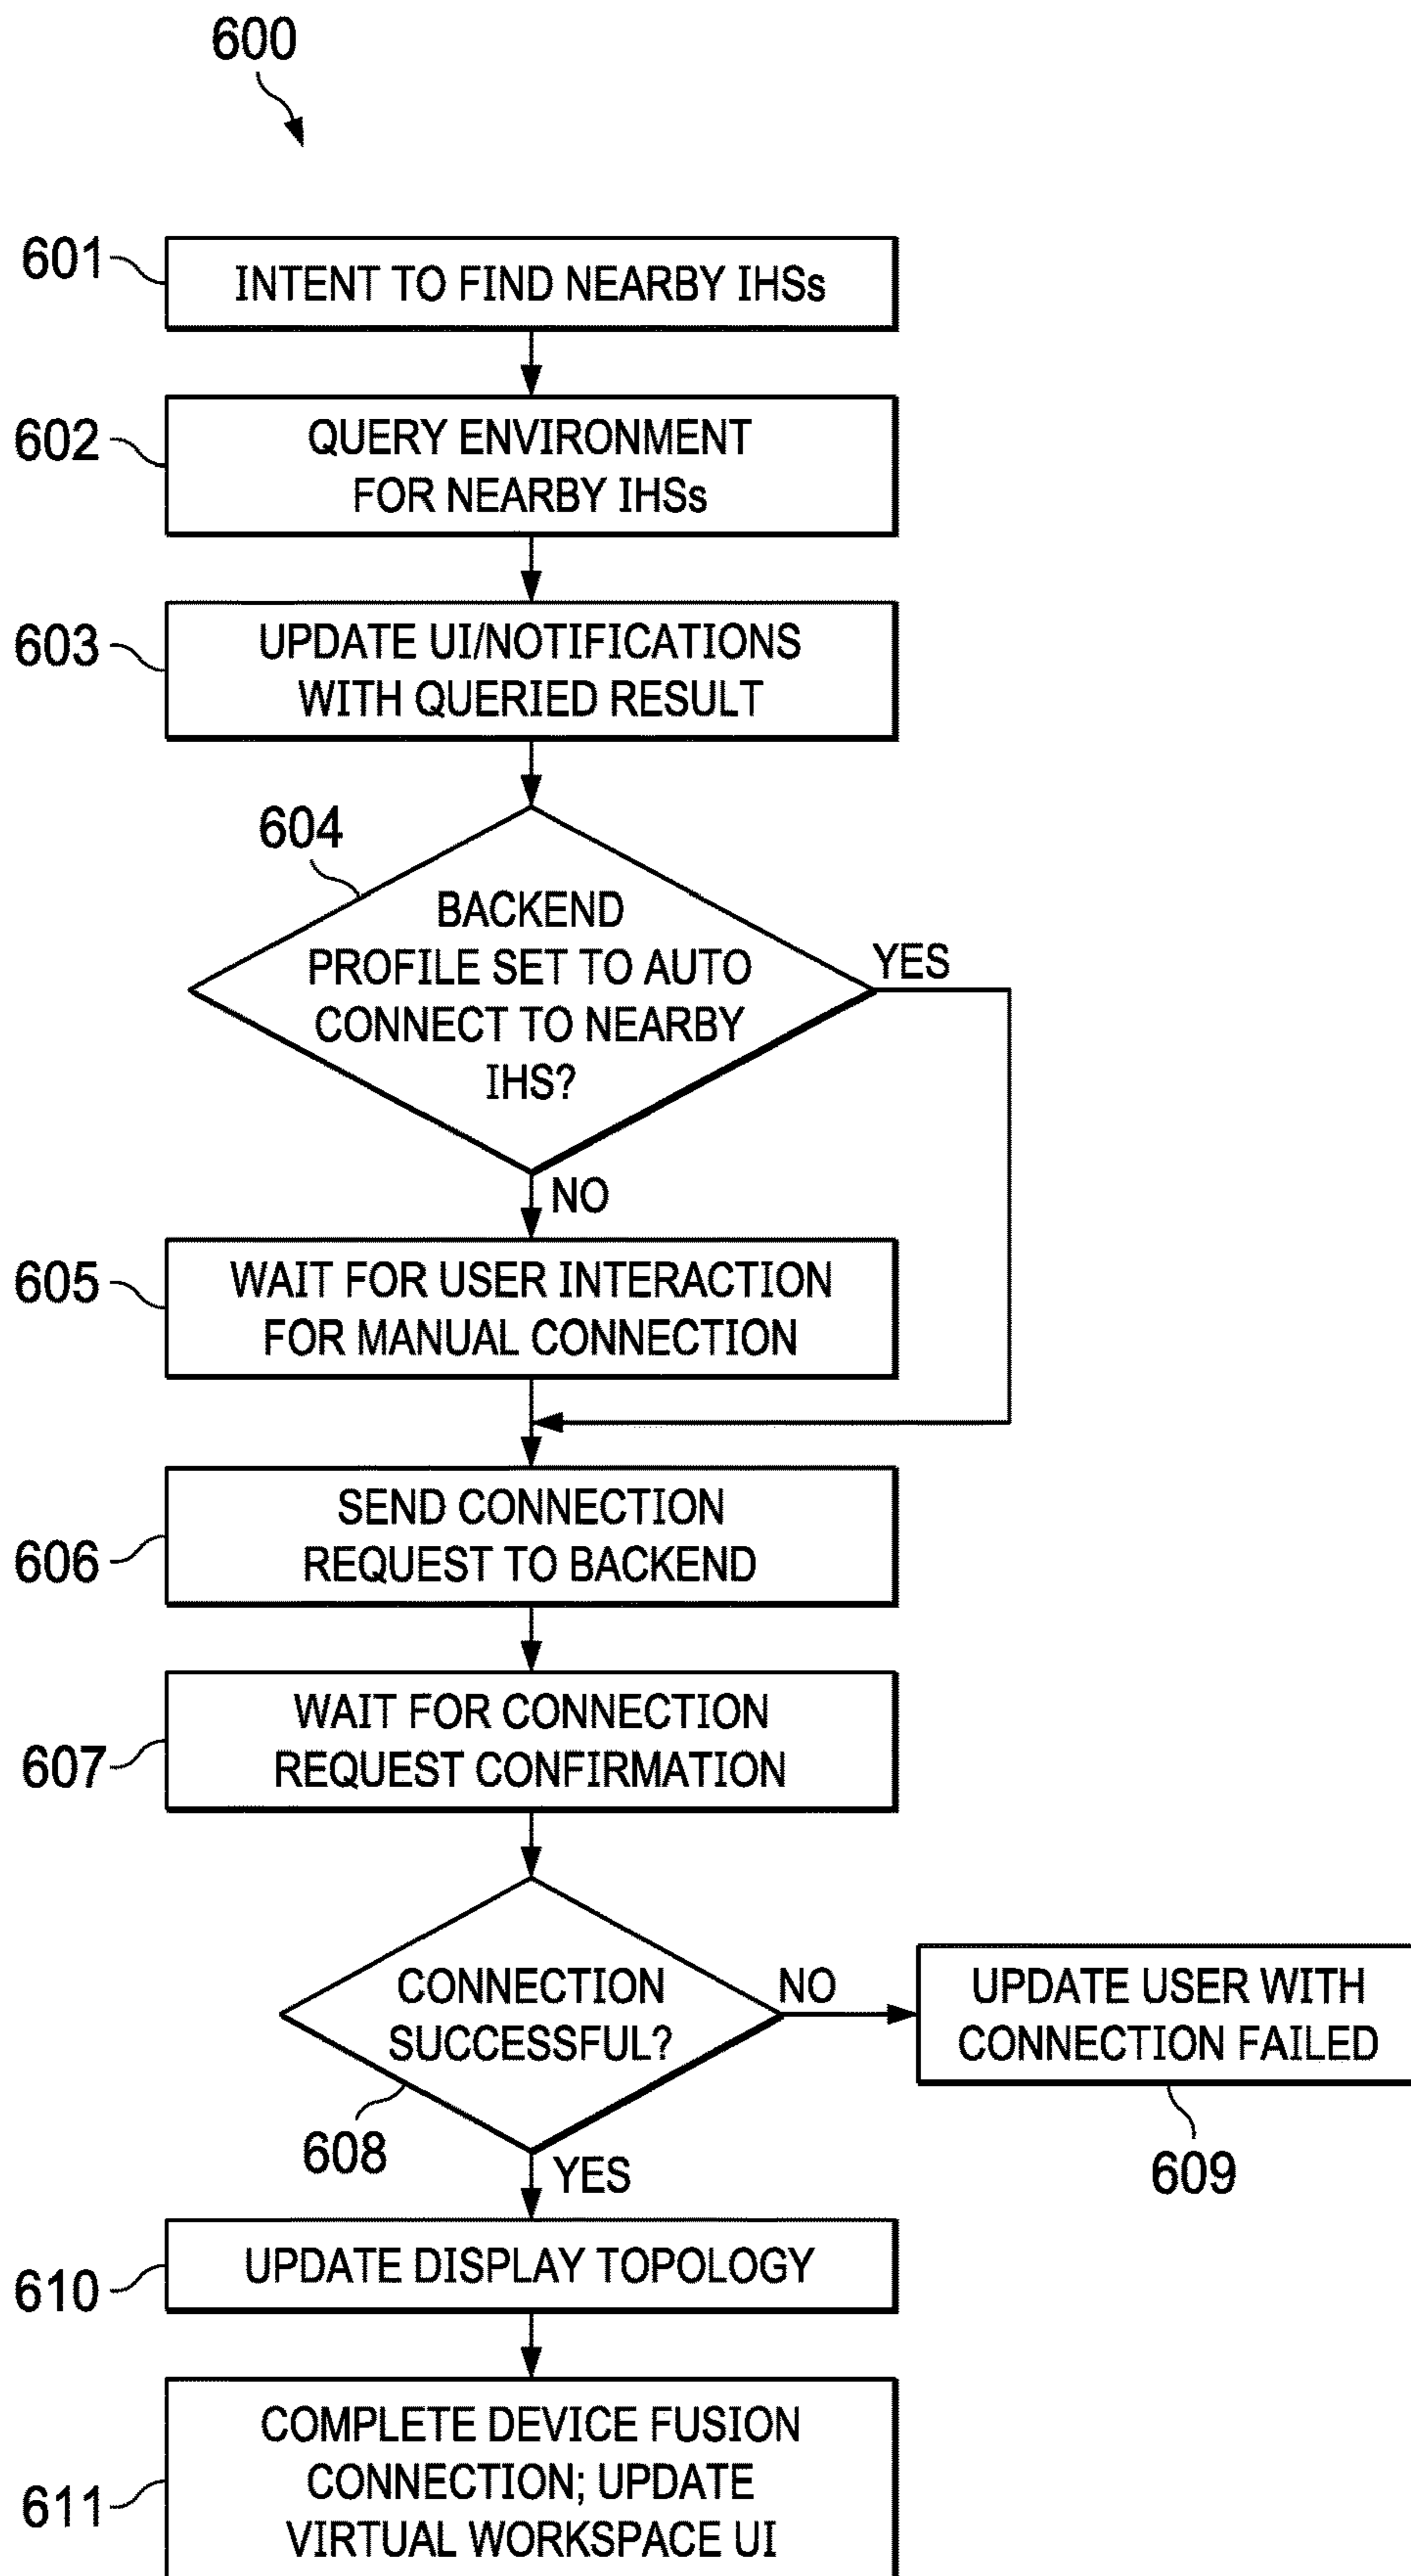 600
601
INTENT TO FIND NEARBY IHSs
602
QUERY ENVIRONMENT
FOR NEARBY IHSs
603
UPDATE UI/NOTIFICATIONS
WITH QUERIED RESULT
604
BACKEND
PROFILE SET TO AUTO
CONNECT TO NEARBY
IHS?
YES
NO
605
WAIT FOR USER INTERACTION
FOR MANUAL CONNECTION
606
SEND CONNECTION
REQUEST TO BACKEND
607
WAIT FOR CONNECTION
REQUEST CONFIRMATION
CONNECTION
SUCCESSFUL?
608
NO
UPDATE USER WITH
CONNECTION FAILED
609
YES
610
UPDATE DISPLAY TOPOLOGY
611
COMPLETE DEVICE FUSION
CONNECTION; UPDATE
VIRTUAL WORKSPACE UI